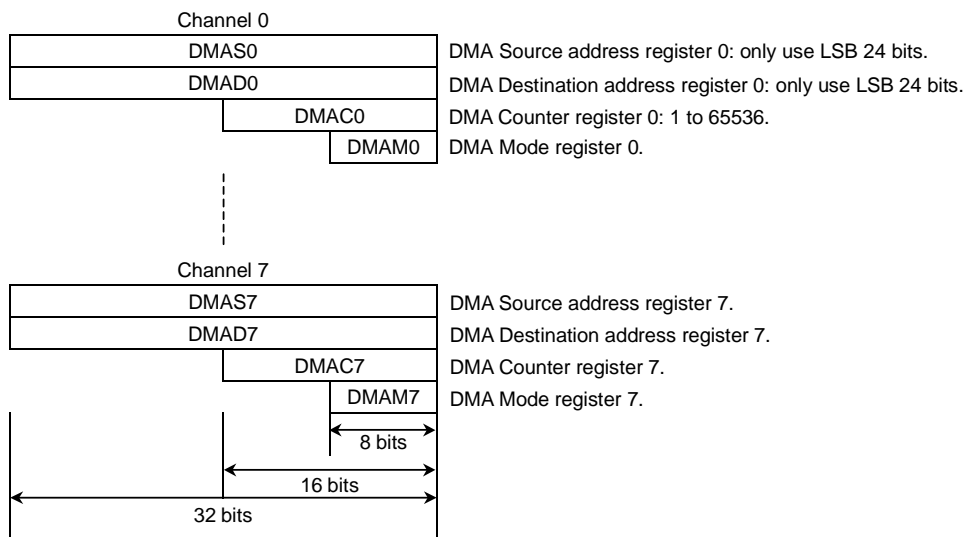 Channel 0
DMAS0 DMA Source address register 0: only use LSB 24 bits.
DMAD0 DMA Destination address register 0: only use LSB 24 bits.
DMAC0 DMA Counter register 0: 1 to 65536.
DMAM0 DMA Mode register 0.
Channel 7
DMAS7 DMA Source address register 7.
DMAD7 DMA Destination address register 7.
DMAC7 DMA Counter register 7.
DMAM7 DMA Mode register 7.
8 bits
16 bits
32 bits